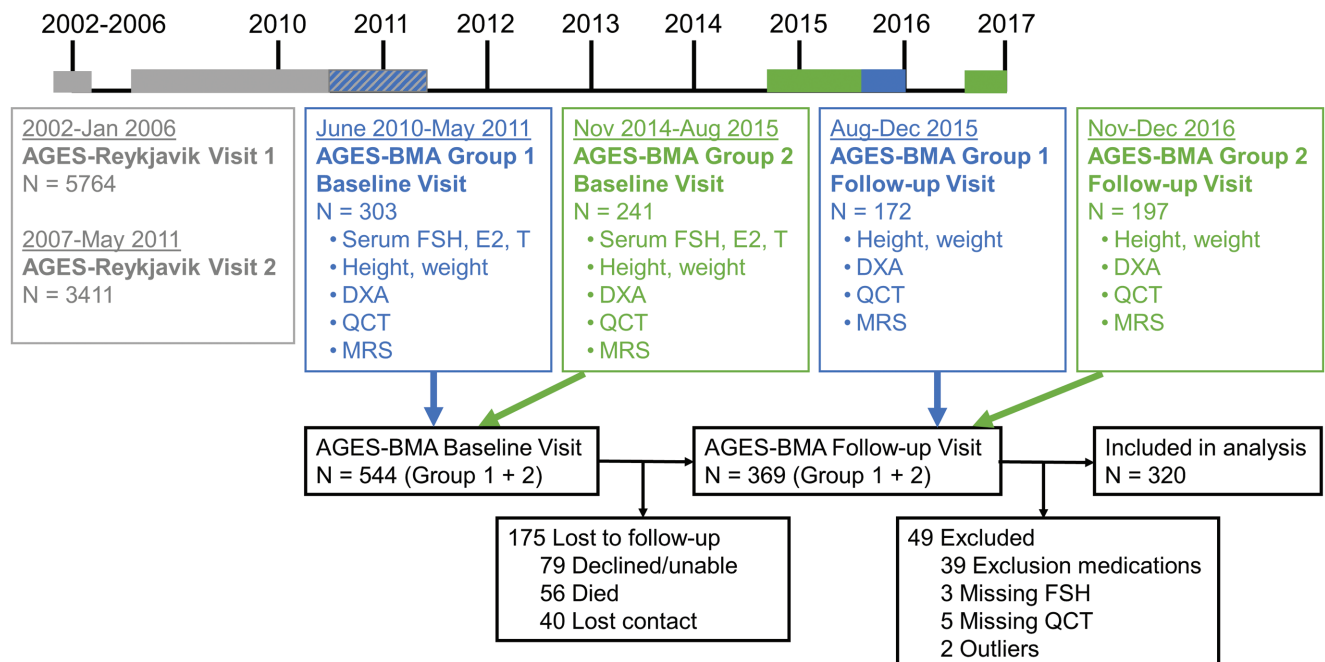 2002-2006 2010 2011 2012 2013 2014 2015 2016 2017
2002-Jan 2006
AGES-Reykjavik Visit 1
N = 5764
2007-May 2011
AGES-Reykjavik Visit 2
N = 3411
June 2010-May 2011
AGES-BMA Group 1
Baseline Visit
N = 303
• Serum FSH, E2, T
• Height, weight
• DXA
• QCT
• MRS
Nov 2014-Aug 2015
AGES-BMA Group 2
Baseline Visit
N = 241
• Serum FSH, E2, T
• Height, weight
• DXA
• QCT
• MRS
Aug-Dec 2015
AGES-BMA Group 1
Follow-up Visit
N = 172
• Height, weight
• DXA
• QCT
• MRS
Nov-Dec 2016
AGES-BMA Group 2
Follow-up Visit
N = 197
• Height, weight
• DXA
• QCT
• MRS
AGES-BMA Baseline Visit
N = 544 (Group 1 + 2)
AGES-BMA Follow-up Visit
N = 369 (Group 1 + 2)
Included in analysis
N = 320
175 Lost to follow-up
79 Declined/unable
56 Died
40 Lost contact
49 Excluded
39 Exclusion medications
3 Missing FSH
5 Missing QCT
2 Outliers